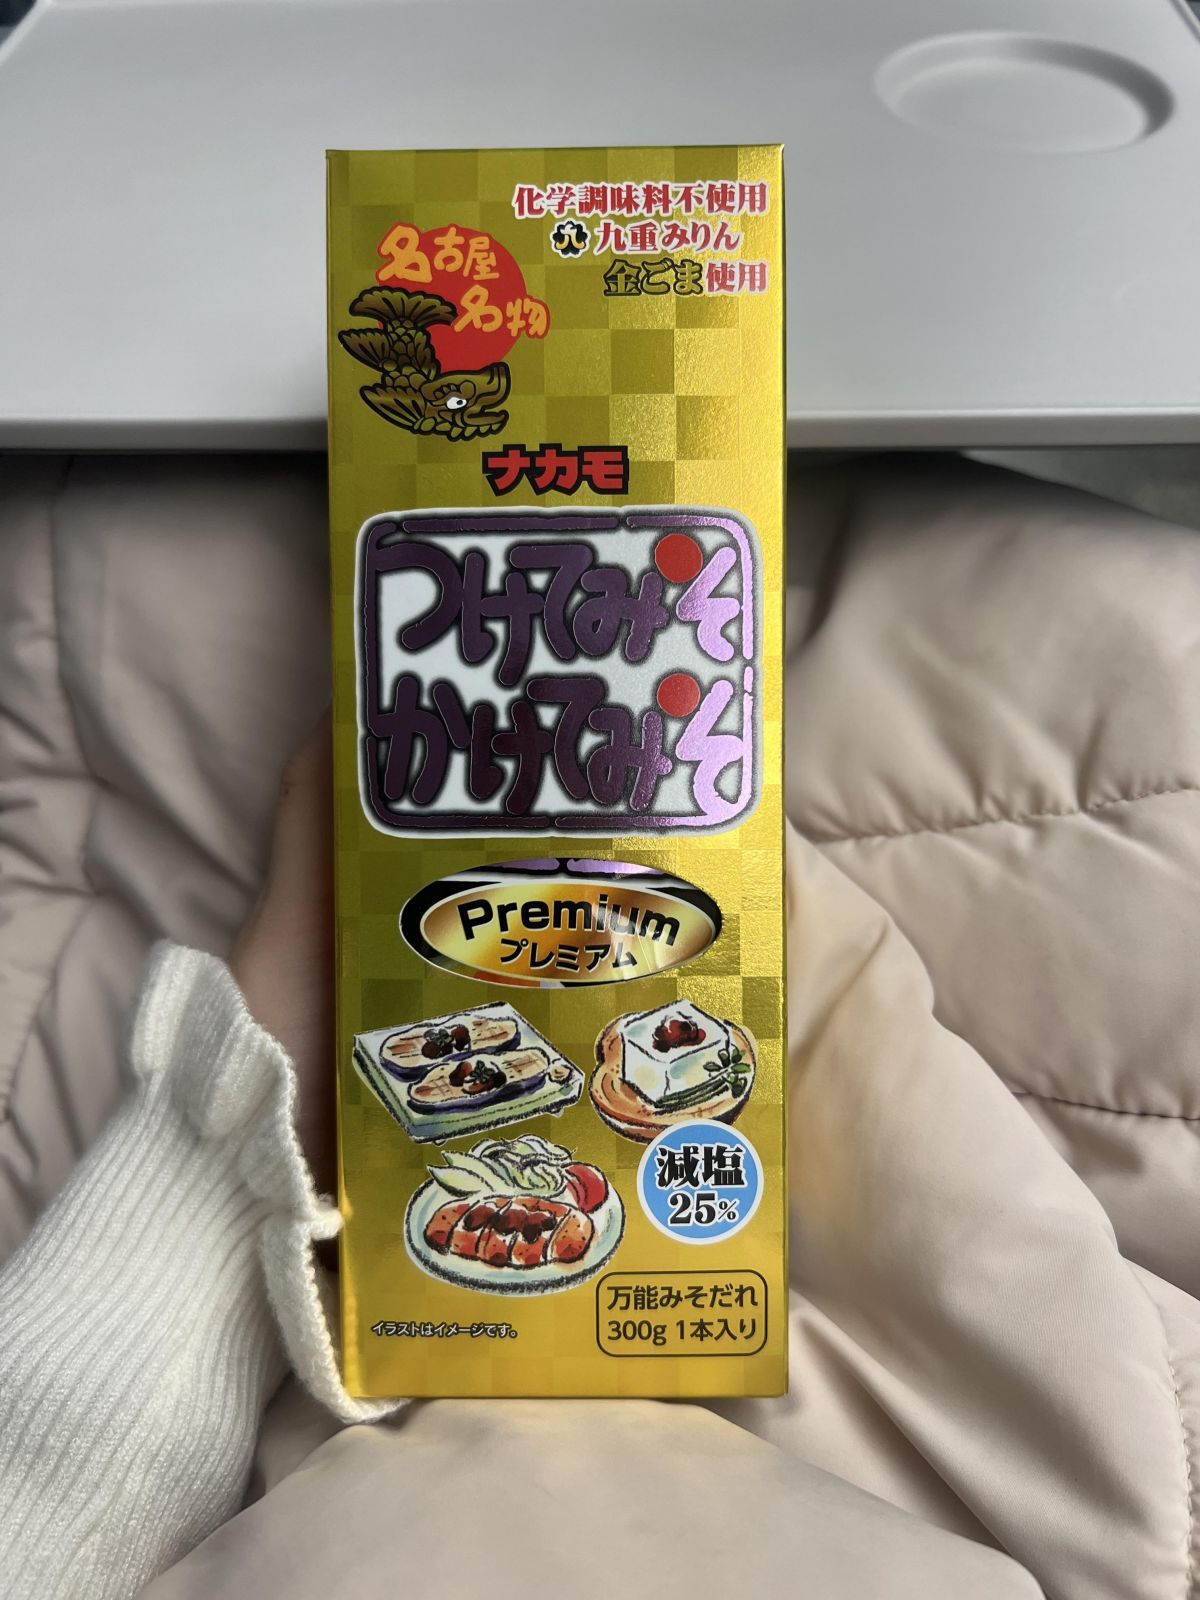 化学調味料不使用
九 九重みりん
金ごま使用
名古屋
名物
ナカモ
つけてみそ
かけてみそ
Premium
プレミアム
減塩
25%
万能みそだれ
300g 1本入り
イラストはイメージです。